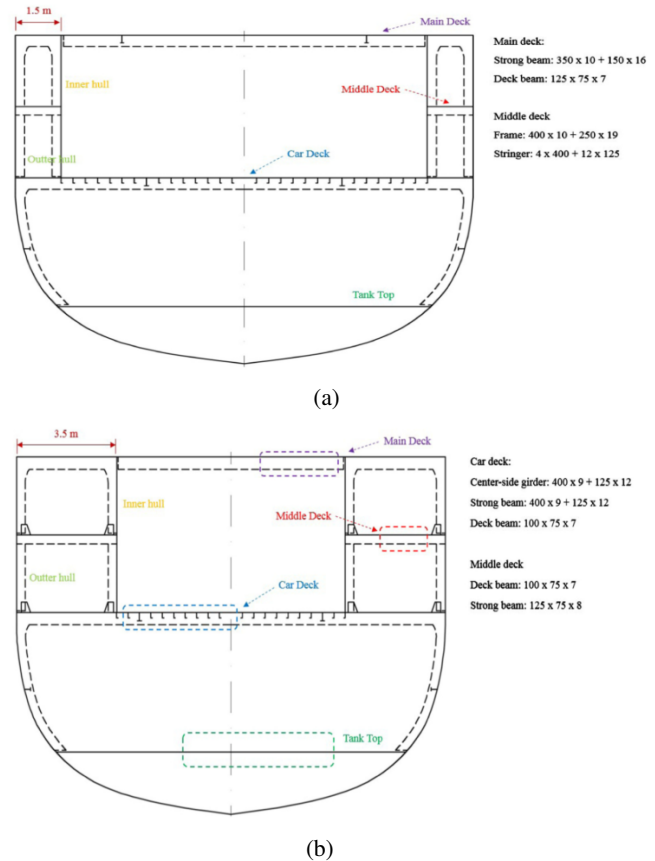 1.5 m
Main Deck
Main deck:
Strong beam: 350 x 10 + 150 x 16
Deck beam: 125 x 75 x 7
Inner hull
Middle Deck
Middle deck
Frame: 400 x 10 + 250 x 19
Stringer: 4 x 400 + 12 x 125
Outter hull
Car Deck
Tank Top
(a)
3.5 m
Main Deck
Car deck:
Center-side girder: 400 x 9 + 125 x 12
Strong beam: 400 x 9 + 125 x 12
Deck beam: 100 x 75 x 7
Inner hull
Middle Deck
Middle deck
Deck beam: 100 x 75 x 7
Strong beam: 125 x 75 x 8
Outter hull
Car Deck
Tank Top
(b)